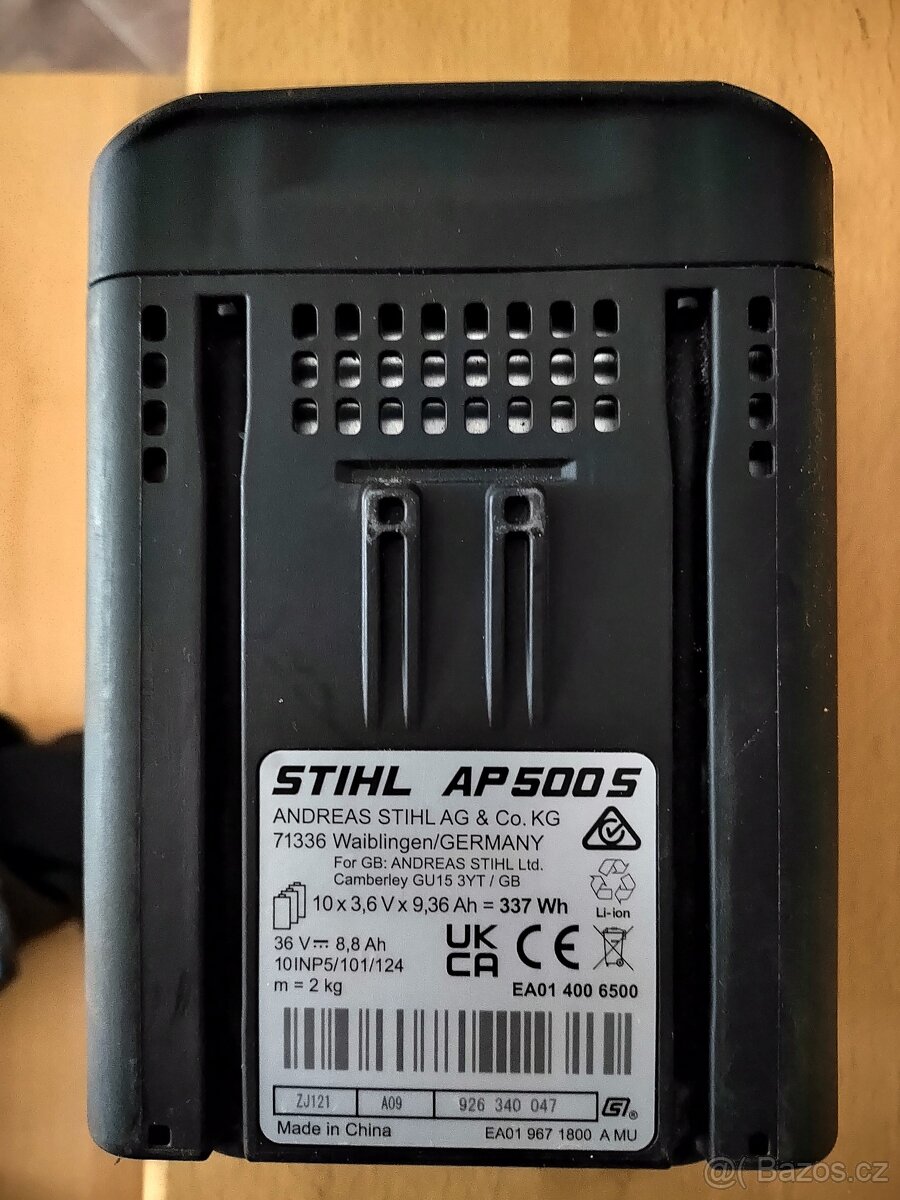 STIHL AP500S
ANDREAS STIHL AG & Co. KG
71336 Waiblingen/GERMANY
For GB: ANDREAS STIHL Ltd.
Camberley GU15 3YT / GB
10 x 3,6 V x 9,36 Ah = 337 Wh
Li-ion
36 V 8,8 Ah
10INP5/101/124
m = 2 kg
UK
CA
CE
EA01 400 6500
ZJ121 A09 926 340 047
Made in China
EA01 967 1800 A MU
@( Bazos.cz